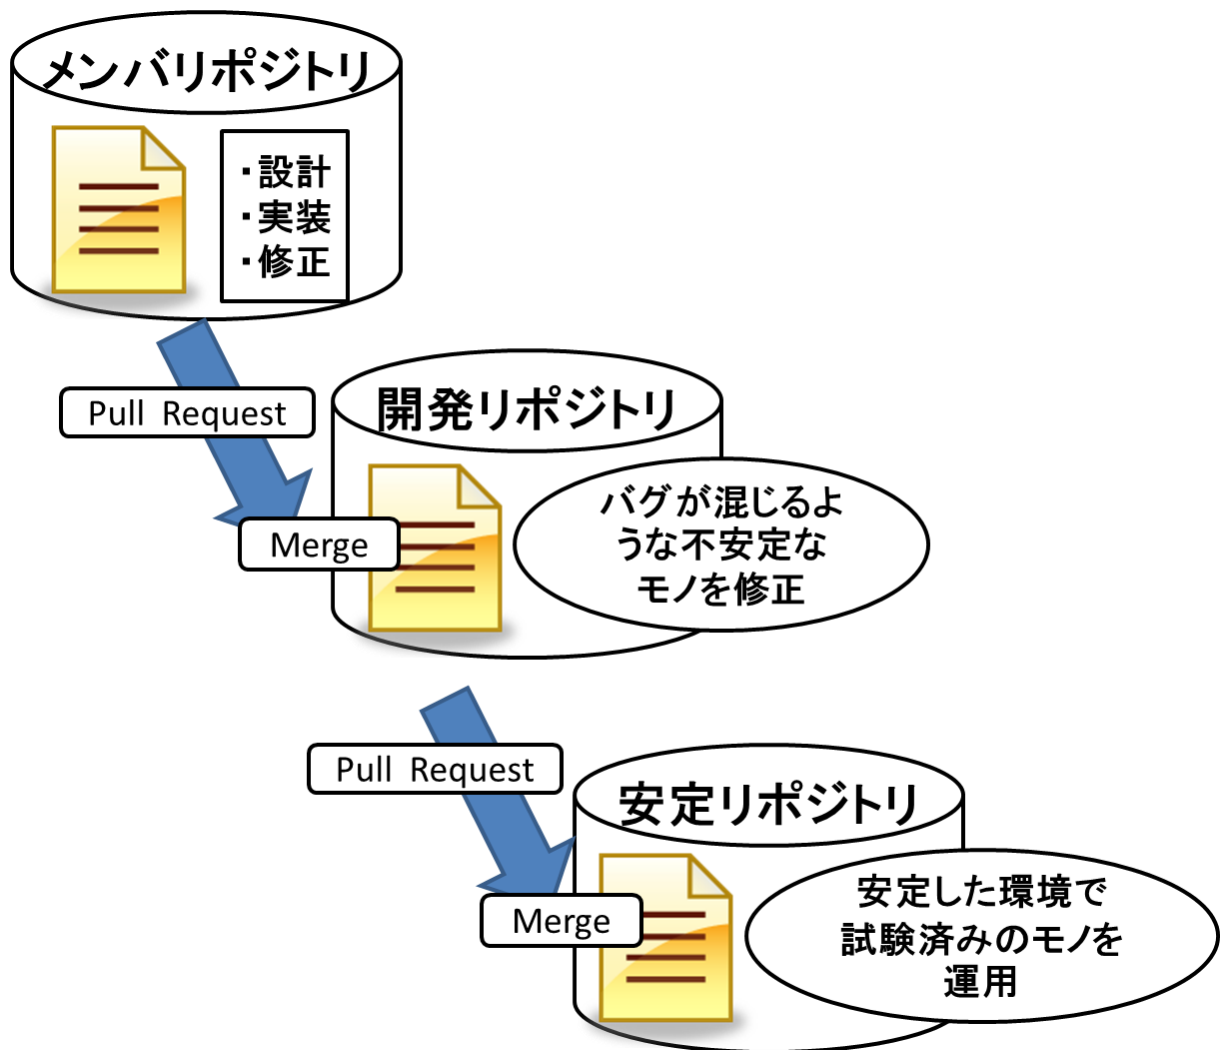 メンバリポジトリ
・設計
・実装
・修正
Pull Request
開発リポジトリ
バグが混じるよ
うな不安定な
モノを修正
Merge
Pull Request
安定リポジトリ
安定した環境で
試験済みのモノを
運用
Merge